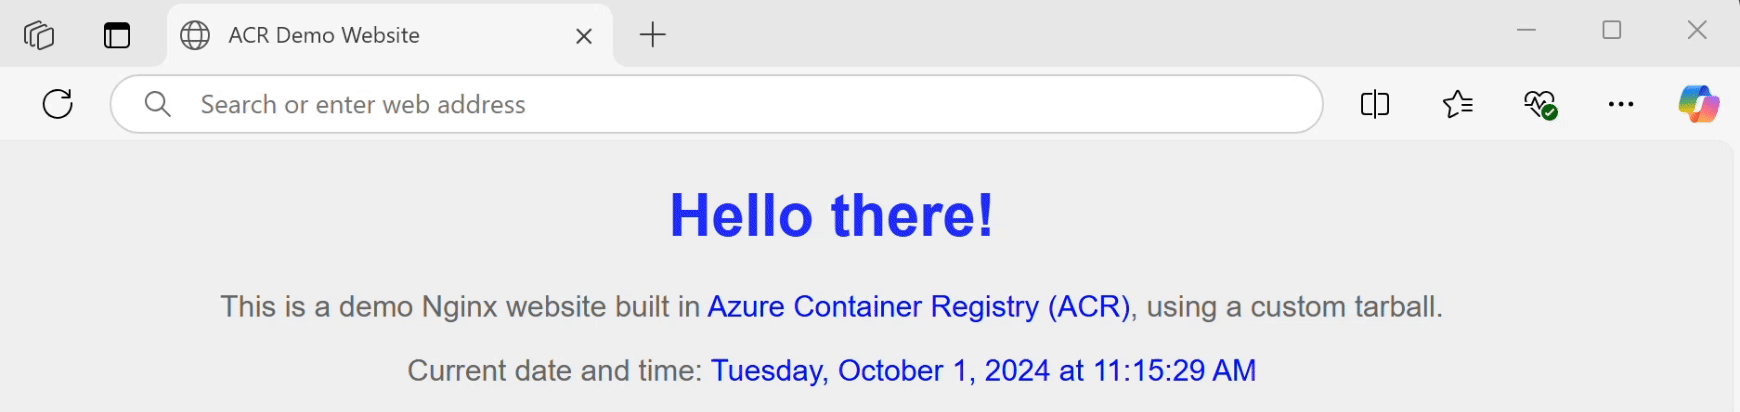 ACR Demo Website
Search or enter web address
Hello there!
This is a demo Nginx website built in Azure Container Registry (ACR), using a custom tarball.
Current date and time: Tuesday, October 1, 2024 at 11:15:29 AM